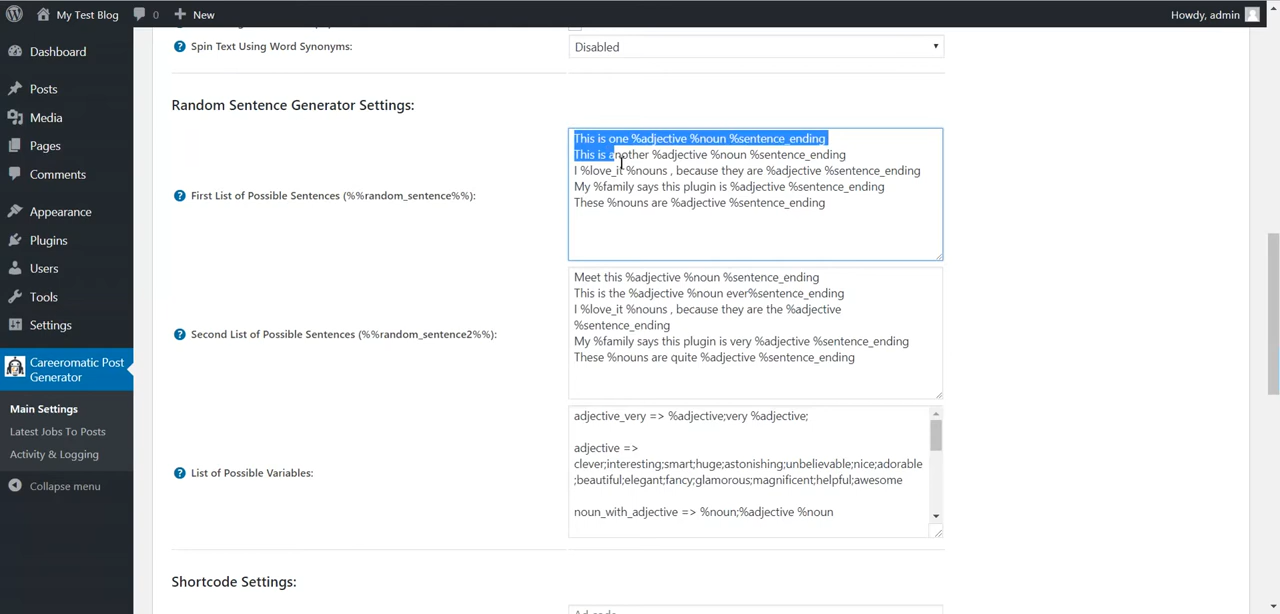 My Test Blog
0
New
Howdy, admin
Dashboard
Posts
Media
Pages
Comments
Appearance
Plugins
Users
Tools
Settings
Careeromatic Post
Generator
Main Settings
Latest Jobs To Posts
Activity & Logging
Collapse menu
Spin Text Using Word Synonyms:
Disabled
Random Sentence Generator Settings:
First List of Possible Sentences (%%random_sentence%%):
This is one %adjective %noun %sentence_ending
This is another %adjective %noun %sentence_ending
I %love_it %nouns , because they are %adjective %sentence_ending
My %family says this plugin is %adjective %sentence_ending
These %nouns are %adjective %sentence_ending
Second List of Possible Sentences (%%random_sentence2%%):
Meet this %adjective %noun %sentence_ending
This is the %adjective %noun ever%sentence_ending
I %love_it %nouns , because they are the %adjective
%sentence_ending
My %family says this plugin is very %adjective %sentence_ending
These %nouns are quite %adjective %sentence_ending
List of Possible Variables:
adjective_very => %adjective;very %adjective;
adjective =>
clever;interesting;smart;huge;astonishing;unbelievable;nice;adorable
;beautiful;elegant;fancy;glamorous;magnificent;helpful;awesome
noun_with_adjective => %noun;%adjective %noun
Shortcode Settings: